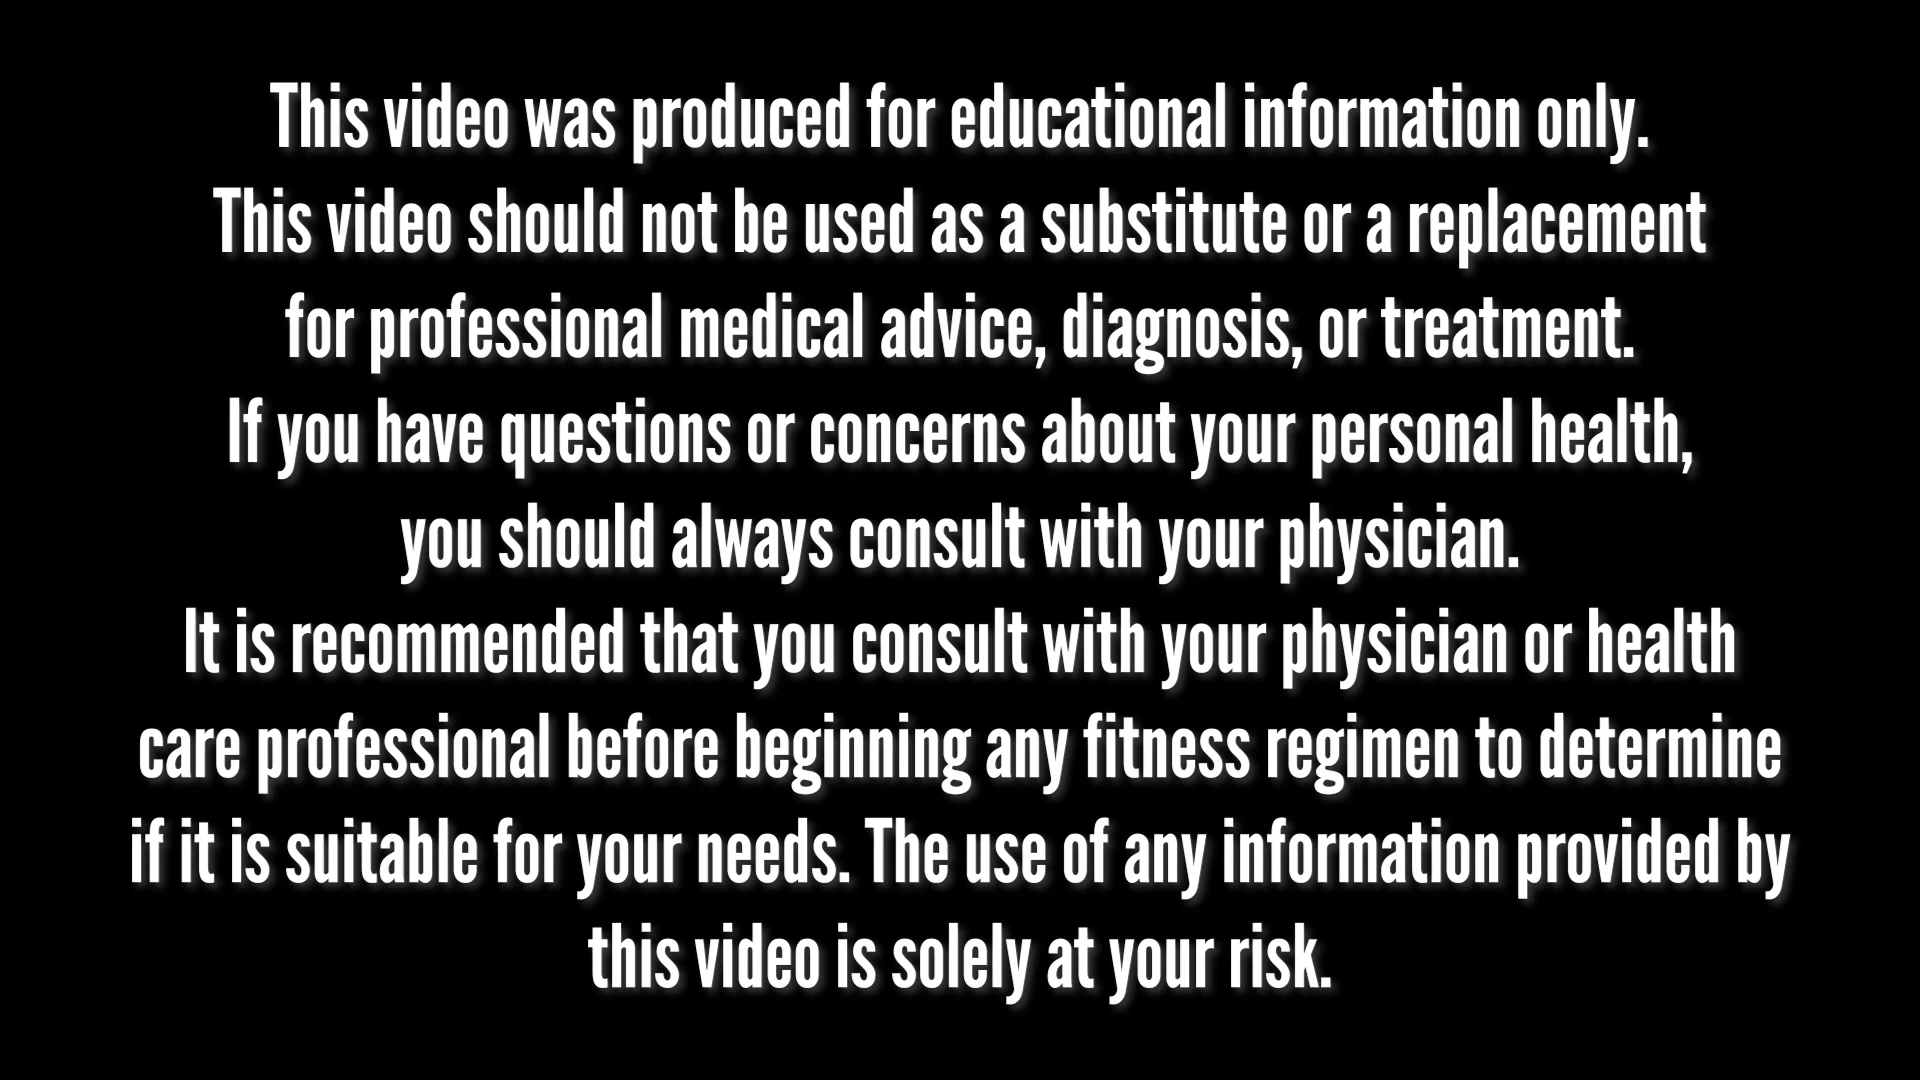 This video was produced for educational information only.
This video should not be used as a substitute or a replacement
for professional medical advice, diagnosis, or treatment.
If you have questions or concerns about your personal health,
you should always consult with your physician.
It is recommended that you consult with your physician or health
care professional before beginning any fitness regimen to determine
if it is suitable for your needs. The use of any information provided by
this video is solely at your risk.